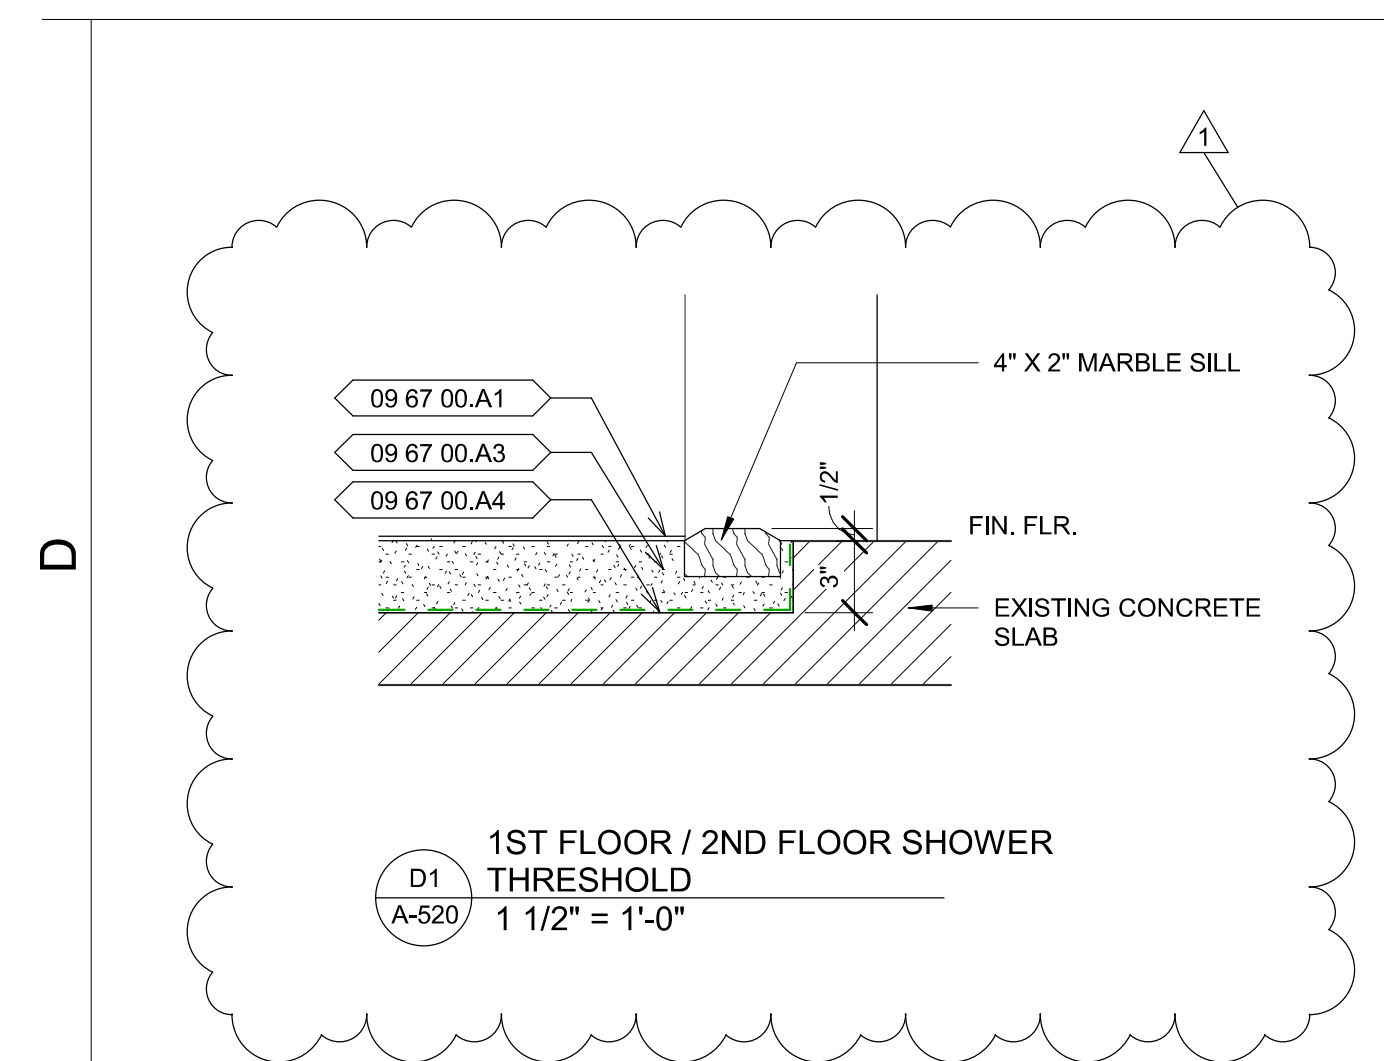 1
4" X 2" MARBLE SILL
09 67 00.A1
09 67 00.A3
09 67 00.A4
1/2"
FIN. FLR.
D
3"
EXISTING CONCRETE
SLAB
1ST FLOOR / 2ND FLOOR SHOWER
THRESHOLD
D1
A-520
1 1/2" = 1'-0"